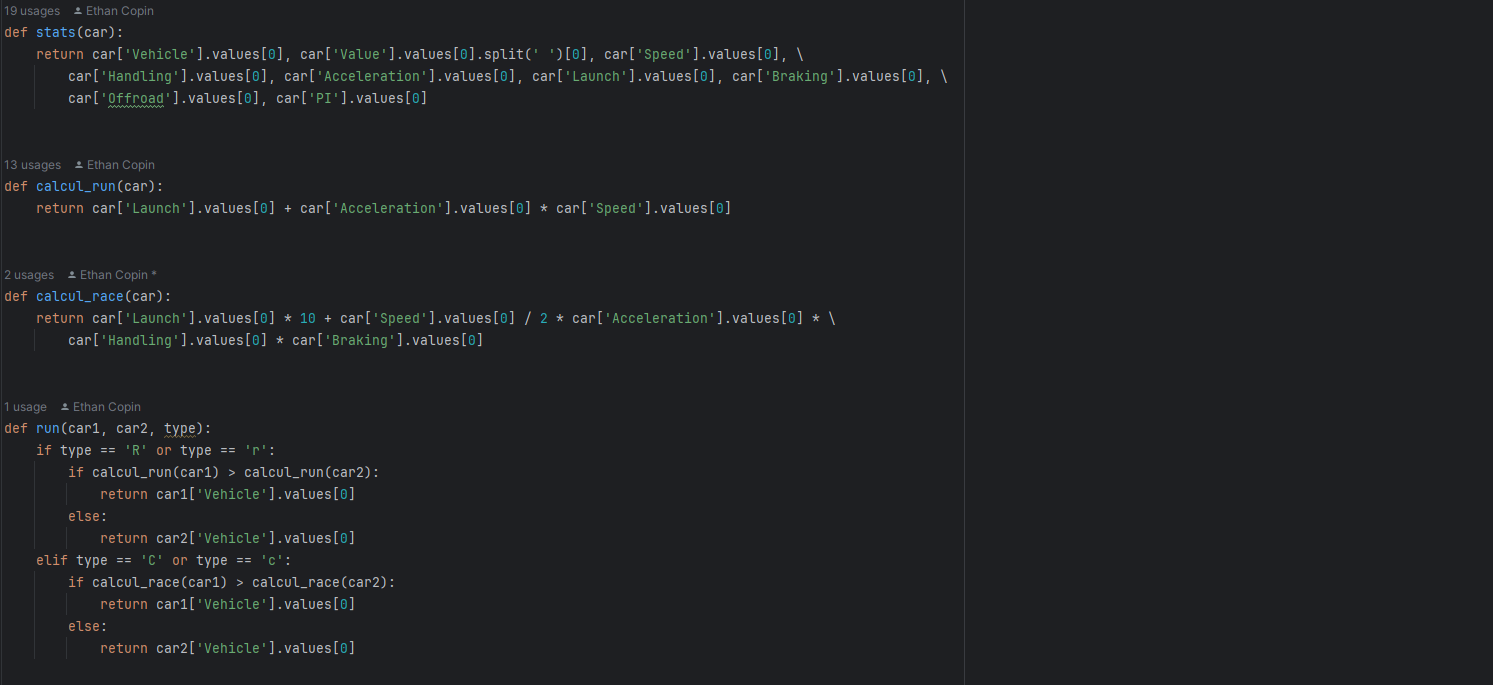 19 usages Ethan Copin
def stats(car):
    return car['Vehicle'].values[0], car['Value'].values[0].split(' ')[0], car['Speed'].values[0], \
        car['Handling'].values[0], car['Acceleration'].values[0], car['Launch'].values[0], car['Braking'].values[0], \
        car['Offroad'].values[0], car['PI'].values[0]
13 usages Ethan Copin
def calcul_run(car):
    return car['Launch'].values[0] + car['Acceleration'].values[0] * car['Speed'].values[0]
2 usages Ethan Copin *
def calcul_race(car):
    return car['Launch'].values[0] * 10 + car['Speed'].values[0] / 2 * car['Acceleration'].values[0] * \
        car['Handling'].values[0] * car['Braking'].values[0]
1 usage Ethan Copin
def run(car1, car2, type):
    if type == 'R' or type == 'r':
        if calcul_run(car1) > calcul_run(car2):
            return car1['Vehicle'].values[0]
        else:
            return car2['Vehicle'].values[0]
    elif type == 'C' or type == 'c':
        if calcul_race(car1) > calcul_race(car2):
            return car1['Vehicle'].values[0]
        else:
            return car2['Vehicle'].values[0]